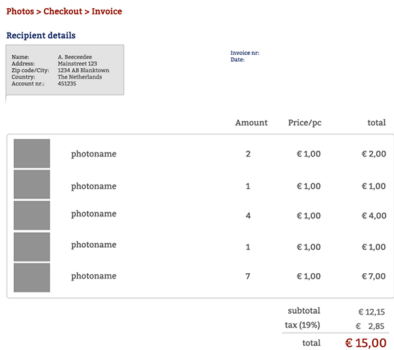 Photos > Checkout > Invoice
Recipient details
Name: A. Beeceedee
Address: Mainstreet 123
Zip code/City: 1234 AB Blanktown
Country: The Netherlands
Account nr.: 451235
Invoice nr:
Date:
Amount Price/pc total
photoname 2 € 1,00 € 2,00
photoname 1 € 1,00 € 1,00
photoname 4 € 1,00 € 4,00
photoname 1 € 1,00 € 1,00
photoname 7 € 1,00 € 7,00
subtotal € 12,15
tax (19%) € 2,85
total € 15,00